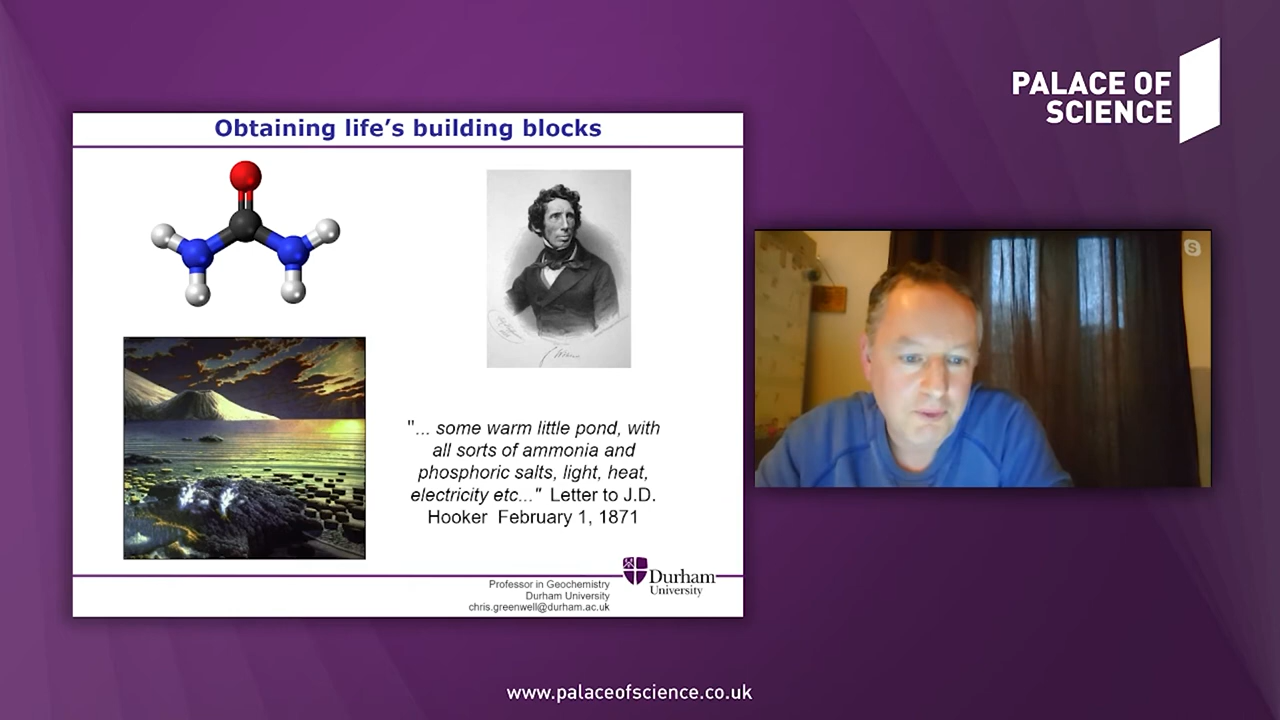 PALACE OF
SCIENCE
Obtaining life's building blocks
"... some warm little pond, with
all sorts of ammonia and
phosphoric salts, light, heat,
electricity etc..." Letter to J.D.
Hooker February 1, 1871
Professor in Geochemistry
Durham University
chris.greenwell@durham.ac.uk
Durham
University
www.palaceofscience.co.uk